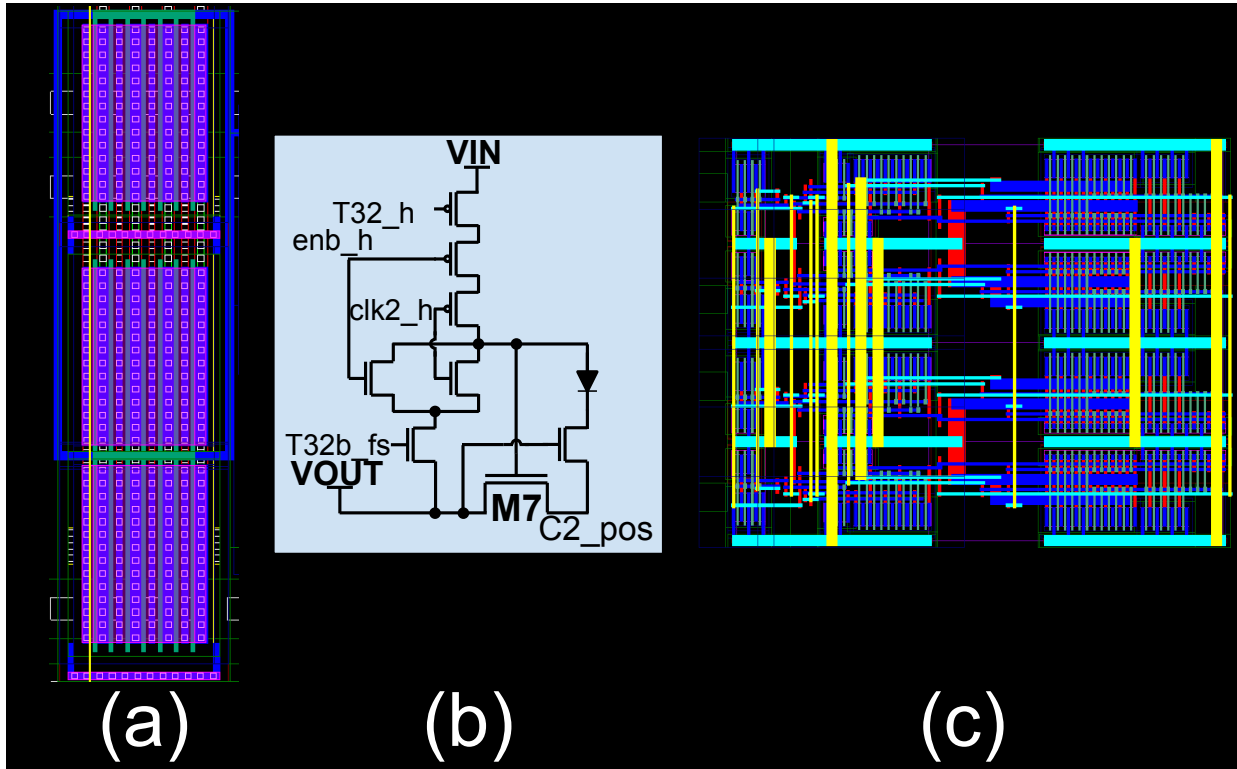 VIN
T32_h
enb_h
clk2_h
T32b_fs
VOUT
M7
C2_pos
(a)
(b)
(c)